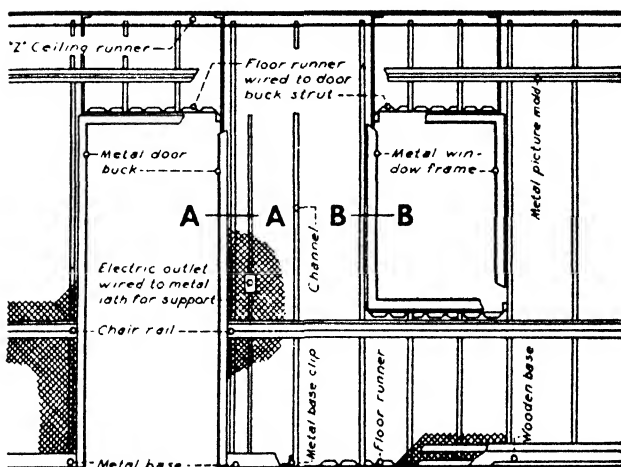 "Z" Ceiling runner
Floor runner
wired to door
buck strut
Metal door
buck
Metal win-
dow frame
Metal picture mold
A A B B
Channel
Electric outlet
wired to metal
lath for support
c
Chair rail
Metal base clip
Floor runner
Wooden base
Metal base